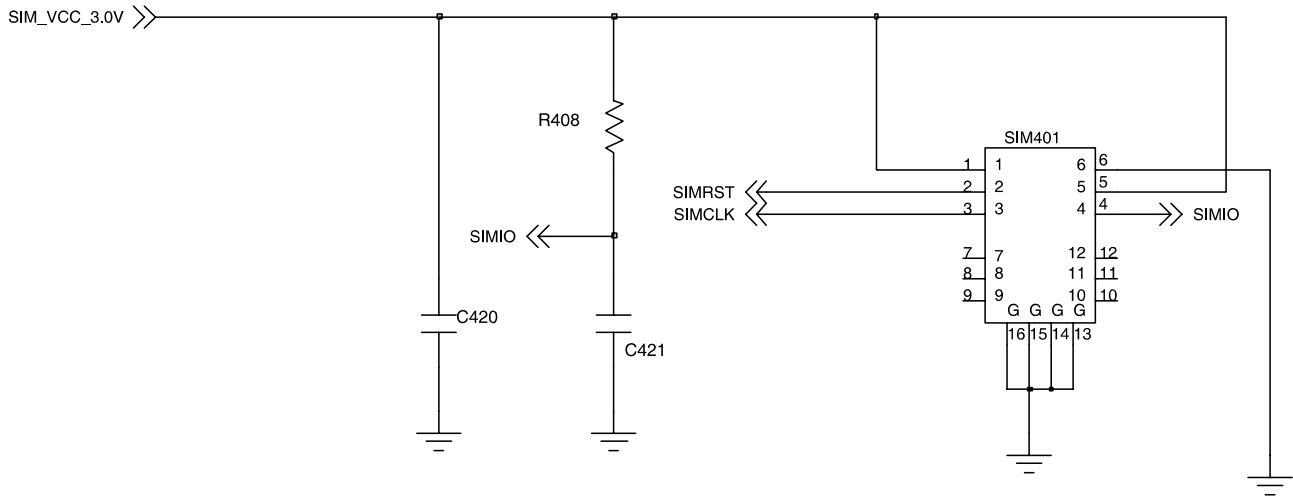 SIM_VCC_3.0V
R408
SIM401
1 1 6 6
SIMRST 2 2 5 5
SIMCLK 3 3 4 4 SIMIO
SIMIO
7 7 12 12
8 8 11 11
9 9 10 10
G G G G
C420
16 15 14 13
C421